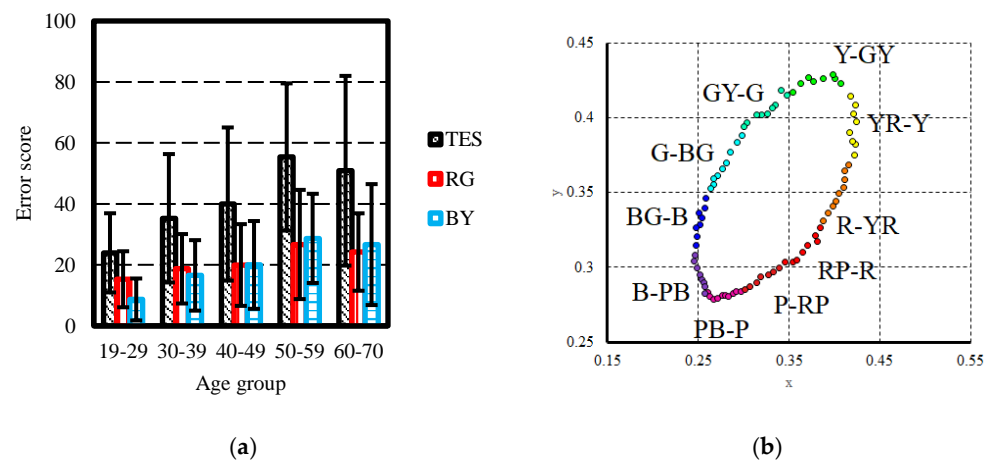 100
80
60
40
20
0
Error score
19-29 30-39 40-49 50-59 60-70
Age group
TES
RG
BY
(a)
0.45
0.4
0.35
0.3
0.25
y
0.15 0.25 0.35 0.45 0.55
x
Y-GY
GY-G
YR-Y
G-BG
BG-B
R-YR
RP-R
B-PB
P-RP
PB-P
(b)